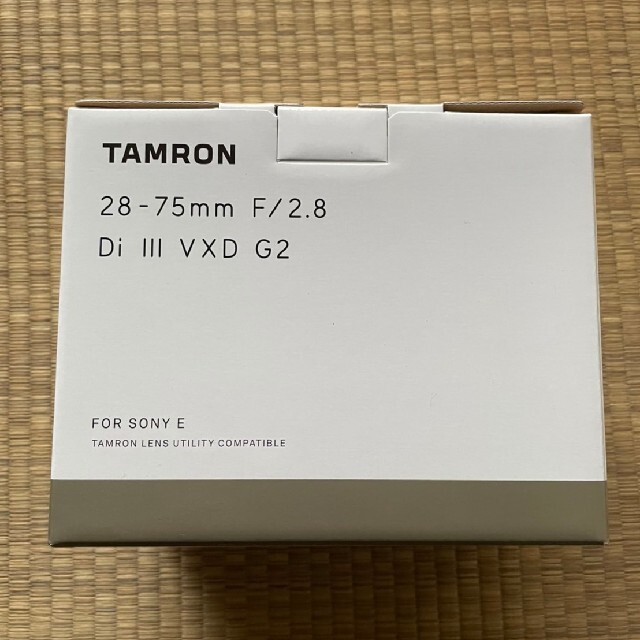 TAMRON
28-75mm F/2.8
Di III VXD G2
FOR SONY E
TAMRON LENS UTILITY COMPATIBLE